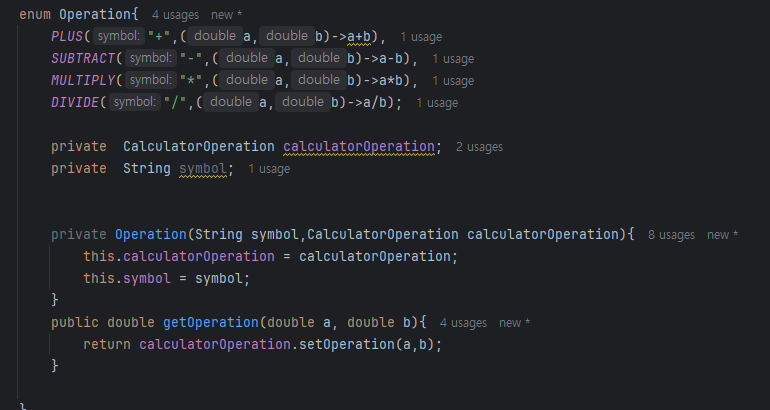 enum Operation{ 4 usages new *
PLUS( symbol: "+",( double a, double b)->a+b), 1 usage
SUBTRACT( symbol: "-",( double a, double b)->a-b), 1 usage
MULTIPLY( symbol: "*",( double a, double b)->a*b), 1 usage
DIVIDE( symbol: "/",( double a, double b)->a/b); 1 usage
private CalculatorOperation calculatorOperation; 2 usages
private String symbol; 1 usage
private Operation(String symbol,CalculatorOperation calculatorOperation){ 8 usages new *
this.calculatorOperation = calculatorOperation;
this.symbol = symbol;
}
public double getOperation(double a, double b){ 4 usages new *
return calculatorOperation.setOperation(a,b);
}
}